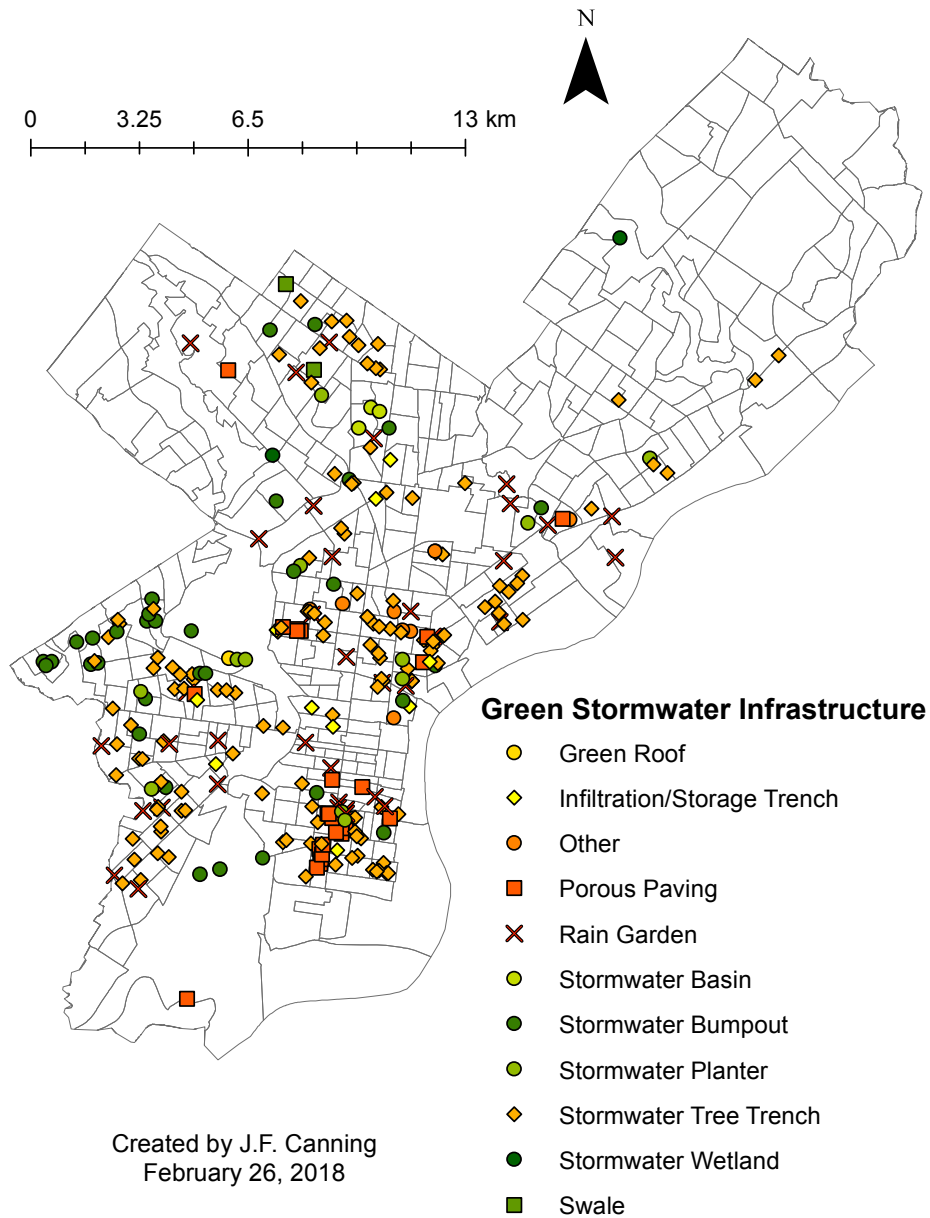 N
0 3.25 6.5 13 km
Green Stormwater Infrastructure
Green Roof
Infiltration/Storage Trench
Other
Porous Paving
Rain Garden
Stormwater Basin
Stormwater Bumpout
Stormwater Planter
Stormwater Tree Trench
Stormwater Wetland
Swale
Created by J.F. Canning
February 26, 2018